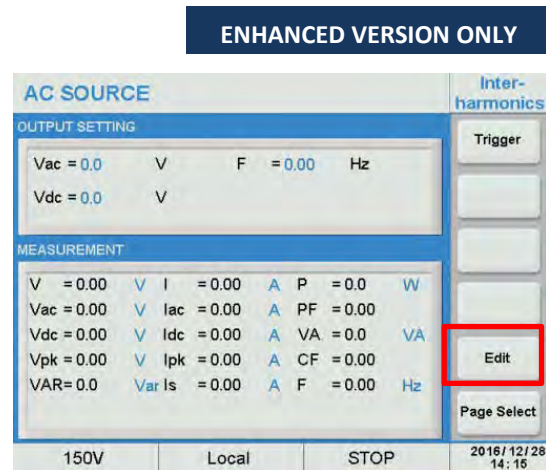 ENHANCED VERSION ONLY
AC SOURCE
Inter-
harmonics
OUTPUT SETTING
Trigger
Vac = 0.0 V F = 0.00 Hz
Vdc = 0.0 V
MEASUREMENT
V = 0.00 V I = 0.00 A P = 0.0 W
Vac = 0.00 V Iac = 0.00 A PF = 0.00
Vdc = 0.00 V Idc = 0.00 A VA = 0.0 VA
Vpk = 0.00 V Ipk = 0.00 A CF = 0.00
VAR= 0.0 Var Is = 0.00 A F = 0.00 Hz
Edit
Page Select
150V Local STOP 2016/12/28
14:15